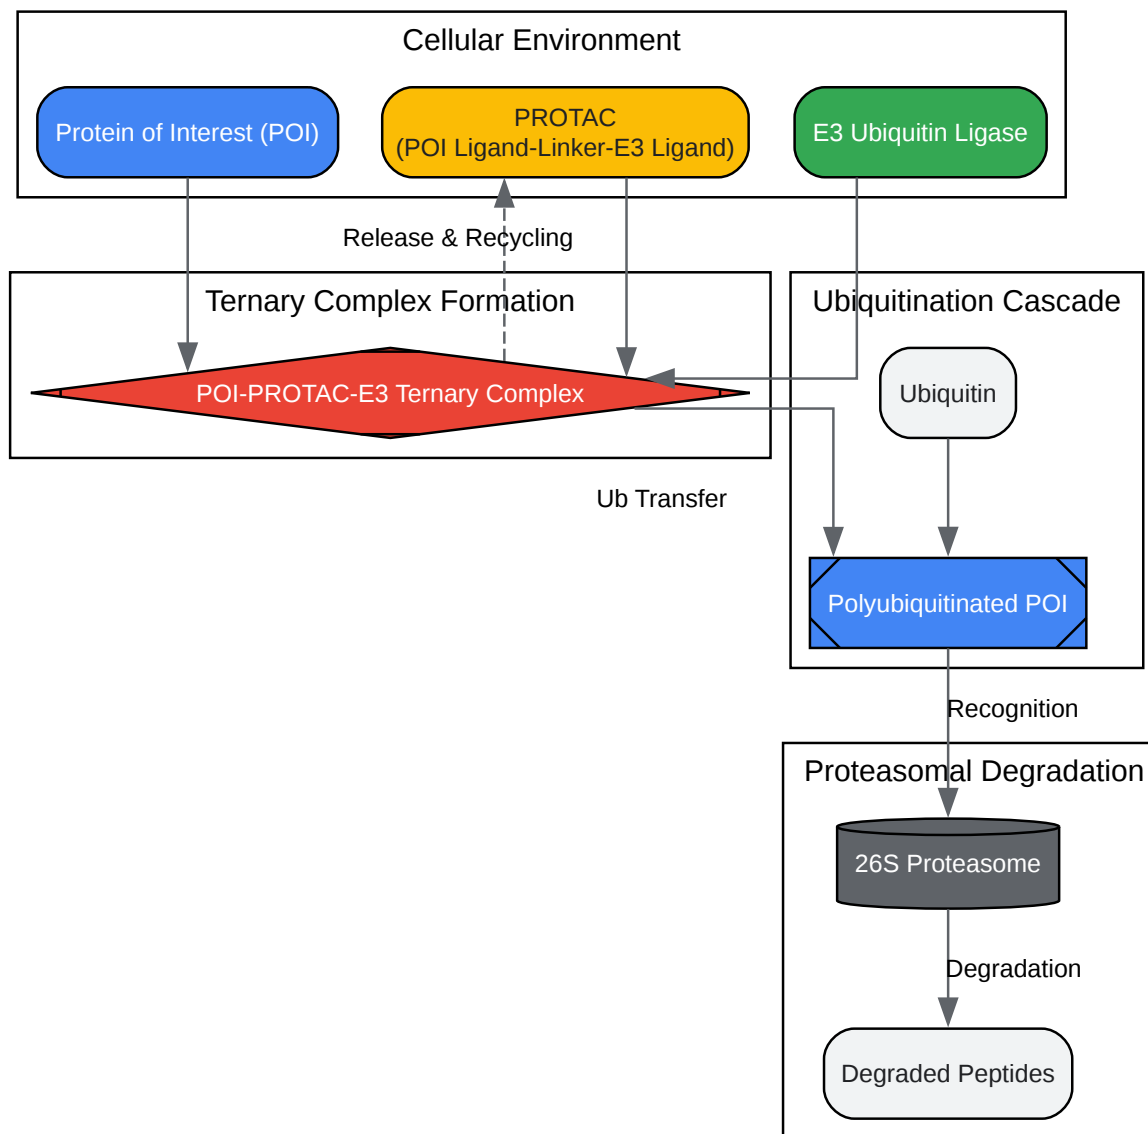 Cellular Environment
Protein of Interest (POI)
PROTAC
(POI Ligand-Linker-E3 Ligand)
E3 Ubiquitin Ligase
Release & Recycling
Ternary Complex Formation
Ubiquitination Cascade
POI-PROTAC-E3 Ternary Complex
Ubiquitin
Ub Transfer
Polyubiquitinated POI
Recognition
Proteasomal Degradation
26S Proteasome
Degradation
Degraded Peptides